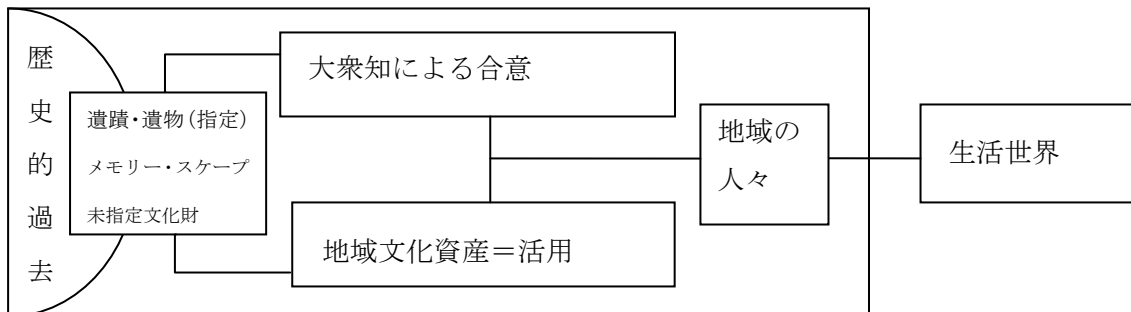 歴史的過去
遺蹟・遺物(指定)
メモリー・スケープ
未指定文化財
大衆知による合意
地域文化資産＝活用
地域の
人々
生活世界